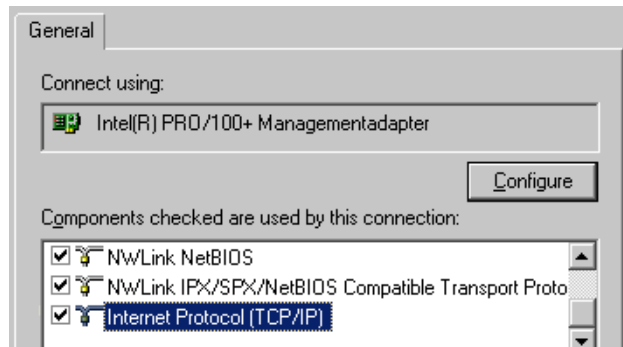 General
Connect using:
Intel(R) PRO/100+ Managementadapter
Configure
Components checked are used by this connection:
NWLink NetBIOS
NWLink IPX/SPX/NetBIOS Compatible Transport Proto
Internet Protocol (TCP/IP)